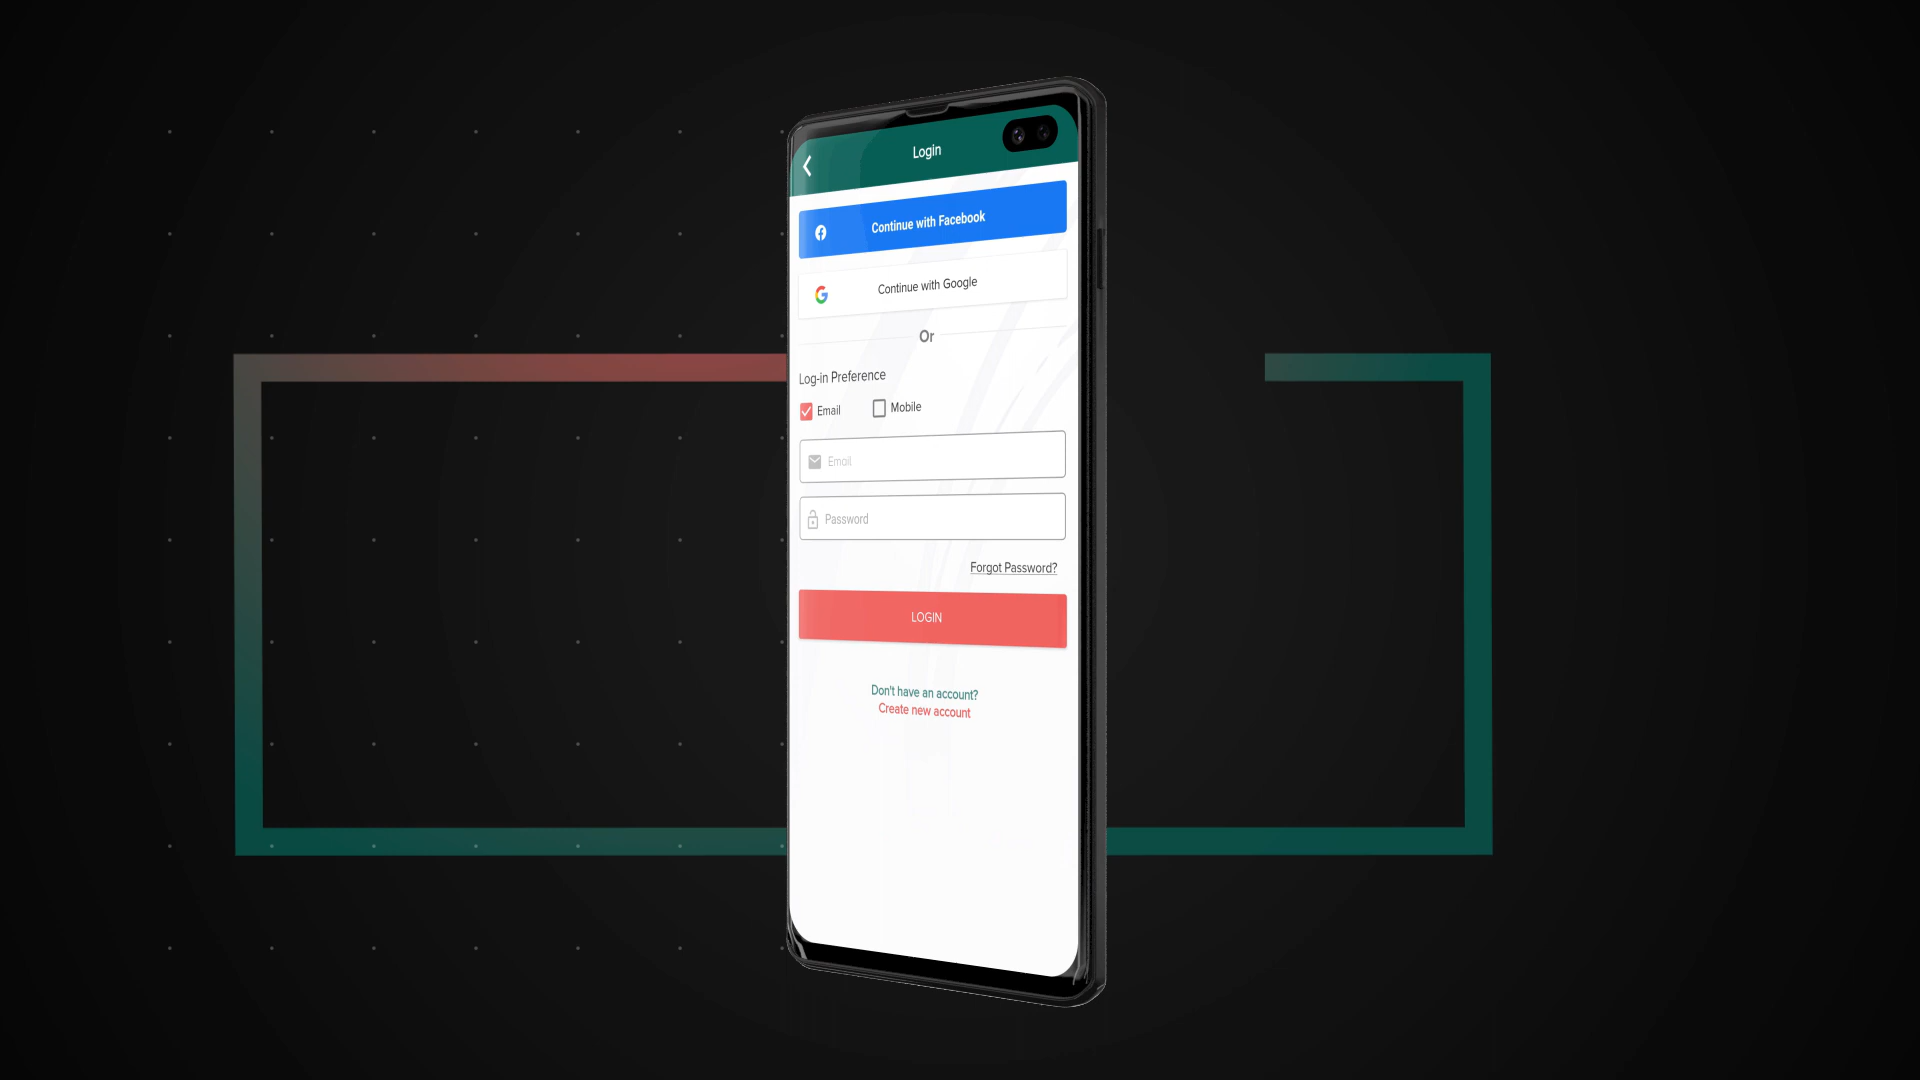 Login
Continue with Facebook
Continue with Google
Or
Log-in Preference
Email
Mobile
Email
Password
Forgot Password?
LOGIN
Don't have an account?
Create new account